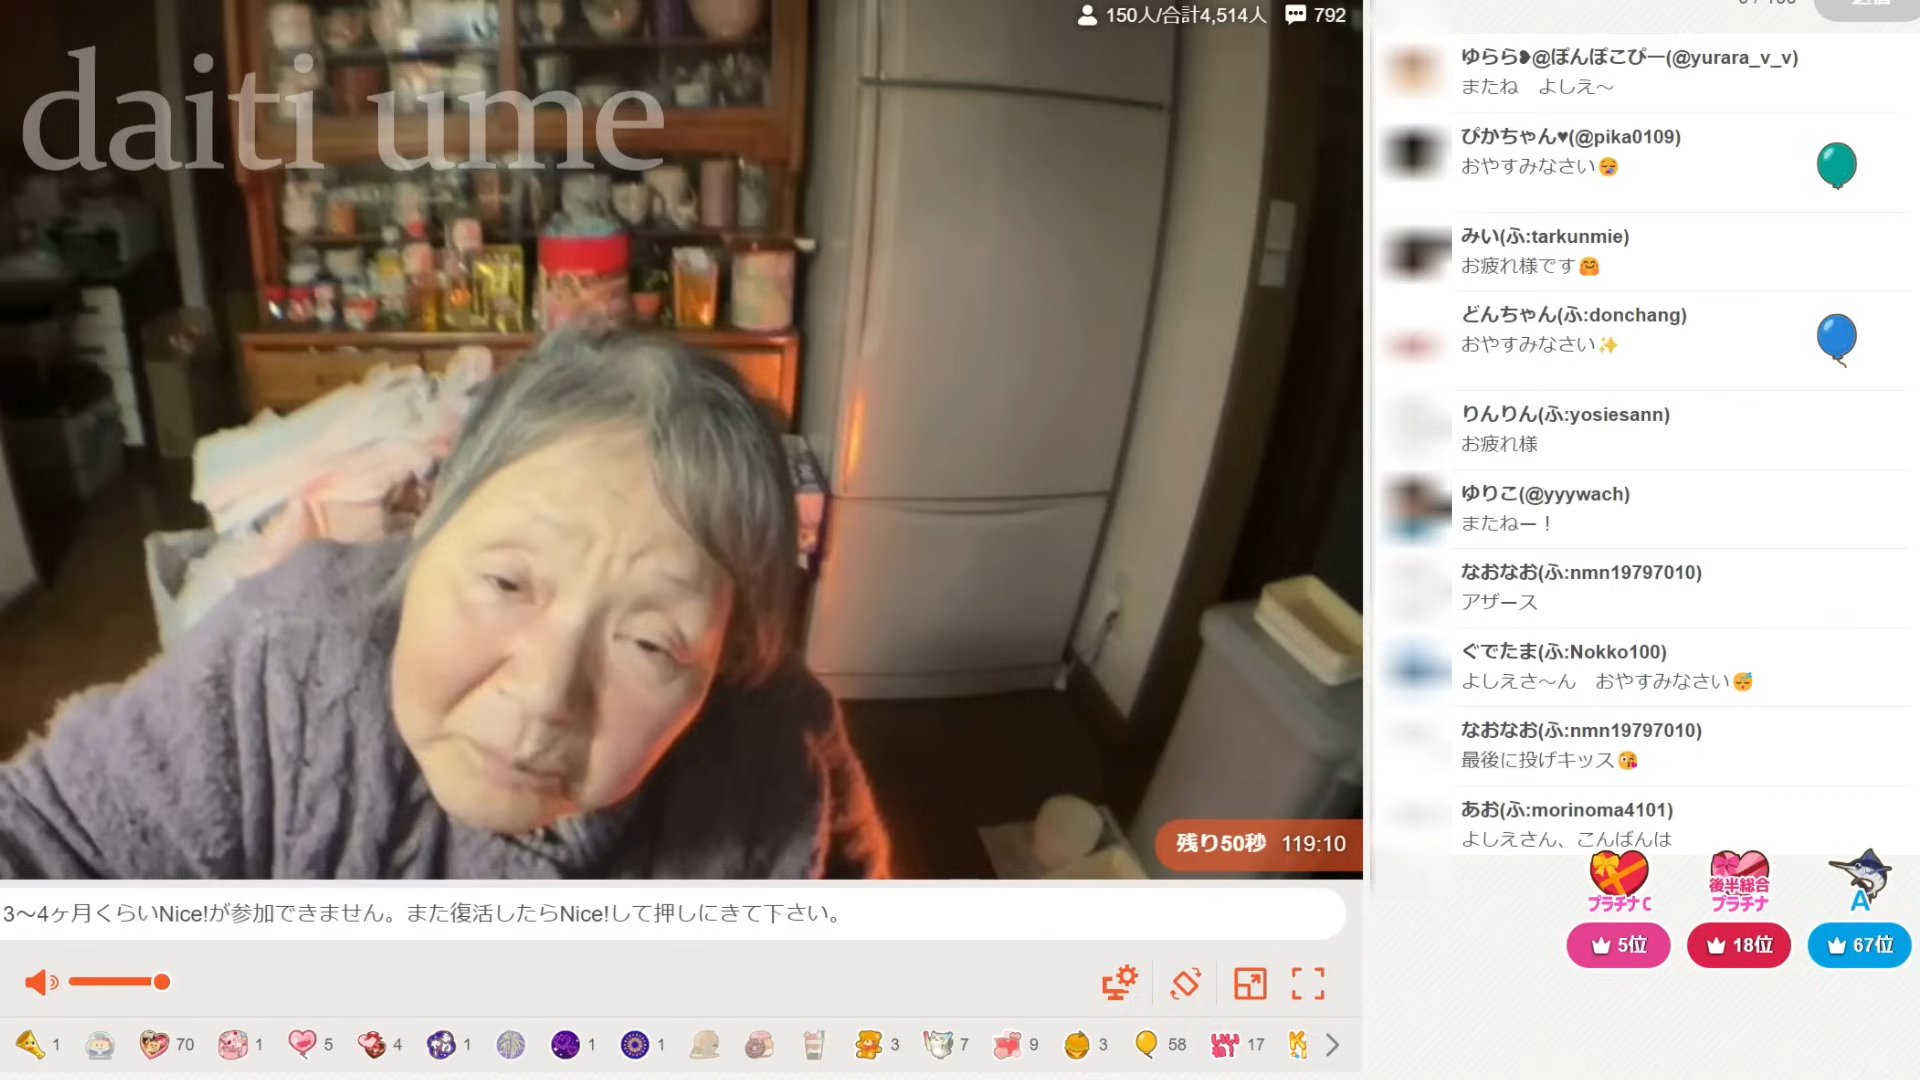 150人/合計4,514人 792
daiti ume
残り50秒 119:10
3〜4ヶ月くらいNice!が参加できません。また復活したらNice!して押しにきて下さい。
1 70 1 5 4 1 1 1 3 7 9 3 58 17
ゆらら❥@ぽんぽこぴー(@yurara_v_v)
またね　よしえ〜
ぴかちゃん♥(@pika0109)
おやすみなさい😪
みい(ふ:tarkunmie)
お疲れ様です🤗
どんちゃん(ふ:donchang)
おやすみなさい✨
りんりん(ふ:yosiesann)
お疲れ様
ゆりこ(@yyywach)
またねー！
なおなお(ふ:nmn19797010)
アザース
ぐでたま(ふ:Nokko100)
よしえさ〜ん　おやすみなさい😴
なおなお(ふ:nmn19797010)
最後に投げキッス😘
あお(ふ:morinoma4101)
よしえさん、こんばんは
プラチナC
後半総合
プラチナ
A
5位 18位 67位